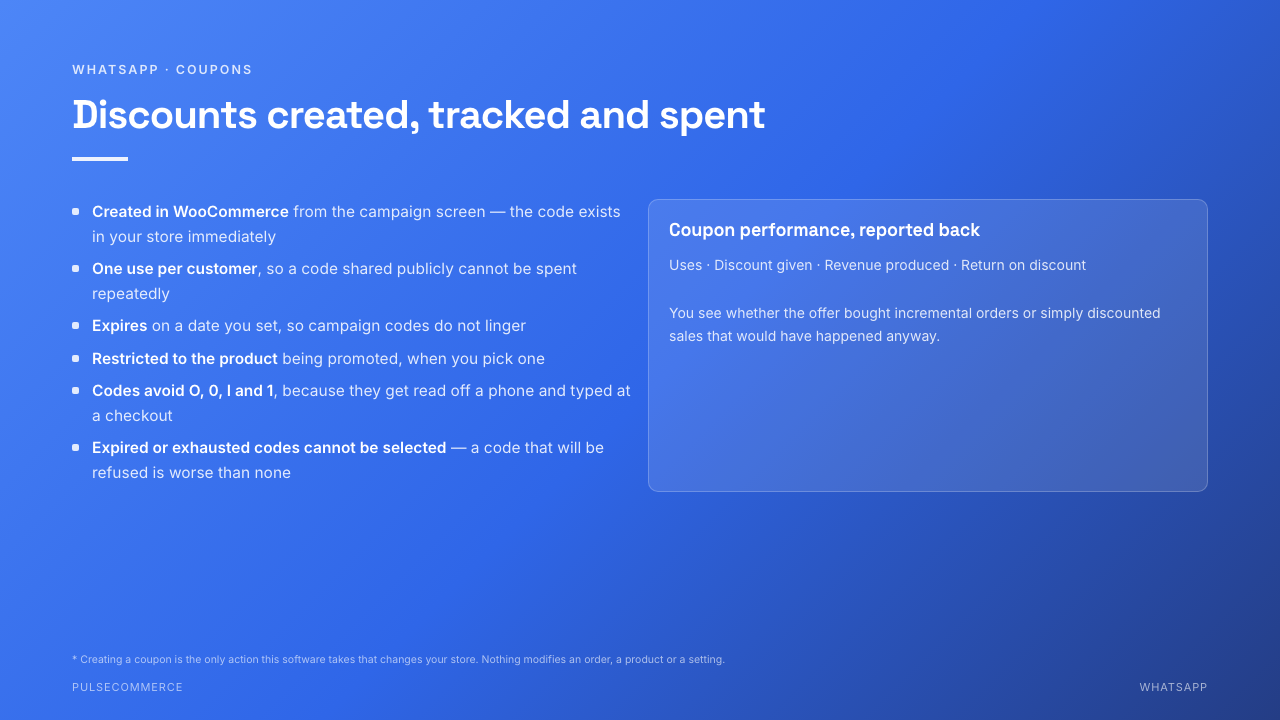 WHATSAPP · COUPONS
Discounts created, tracked and spent
Created in WooCommerce from the campaign screen — the code exists
in your store immediately
One use per customer, so a code shared publicly cannot be spent
repeatedly
Expires on a date you set, so campaign codes do not linger
Restricted to the product being promoted, when you pick one
Codes avoid O, 0, I and 1, because they get read off a phone and typed at
a checkout
Expired or exhausted codes cannot be selected — a code that will be
refused is worse than none
Coupon performance, reported back
Uses · Discount given · Revenue produced · Return on discount
You see whether the offer bought incremental orders or simply discounted
sales that would have happened anyway.
* Creating a coupon is the only action this software takes that changes your store. Nothing modifies an order, a product or a setting.
PULSECOMMERCE
WHATSAPP